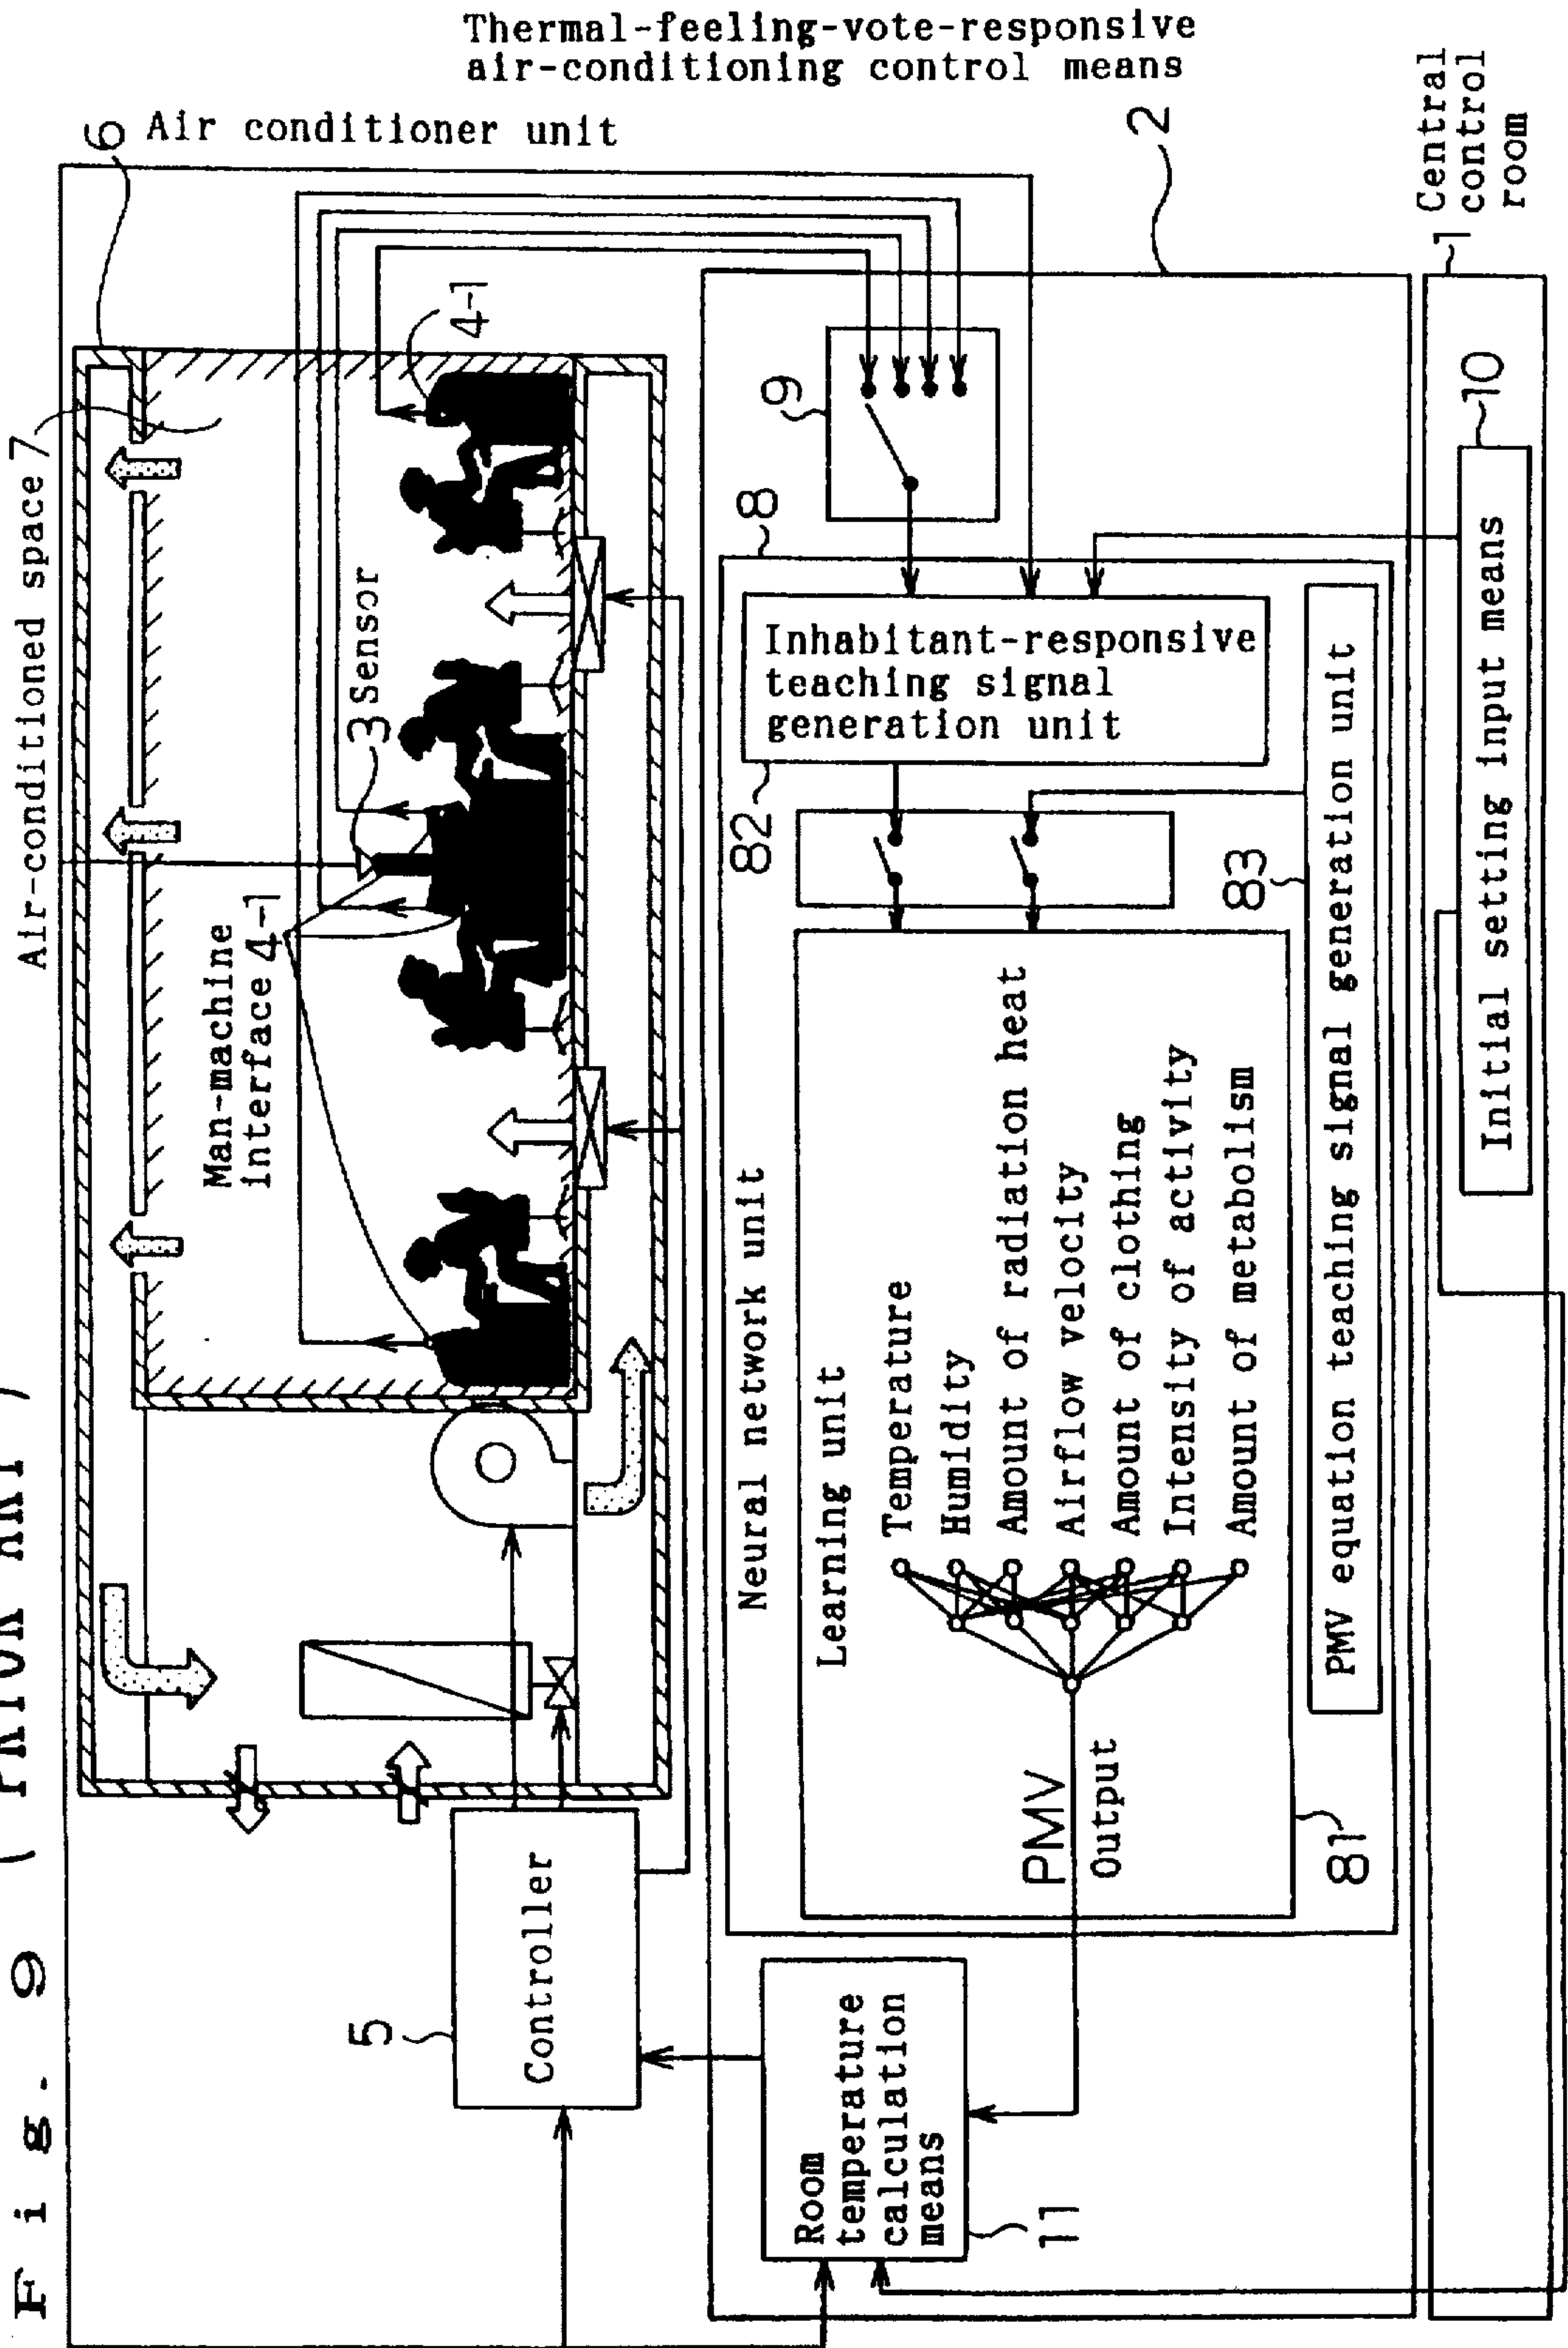 Fig. 9 ( PRIOR ART )
Thermal-feeling-vote-responsive
air-conditioning control means
6
Air conditioner unit
Air-conditioned space 7
Man-machine
interface 4-1
3 Sensor
4-1
5
Controller
2
9
8
Neural network unit
Learning unit
Temperature
Humidity
Amount of radiation heat
Airflow velocity
Amount of clothing
Intensity of activity
Amount of metabolism
PMV
Output
81
82
Inhabitant-responsive
teaching signal
generation unit
83
PMV equation teaching signal generation unit
Room
temperature
calculation
means
11
1
Central
control
room
10
Initial setting input means